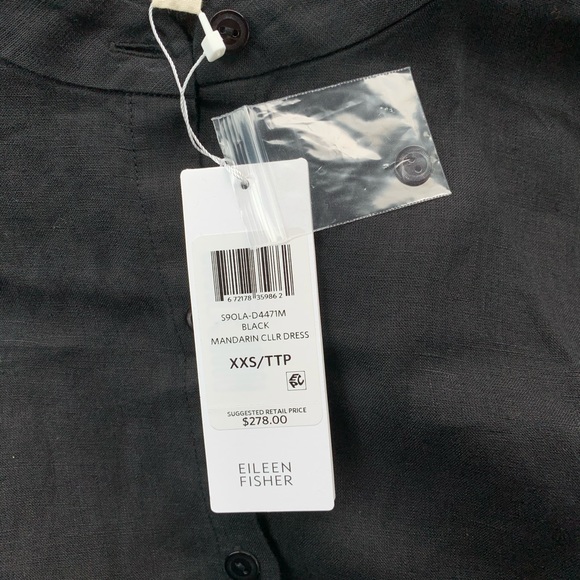 6 72178 35986 2
S9OLA-D4471M
BLACK
MANDARIN CLLR DRESS
XXS/TTP
SUGGESTED RETAIL PRICE
$278.00
EILEEN
FISHER